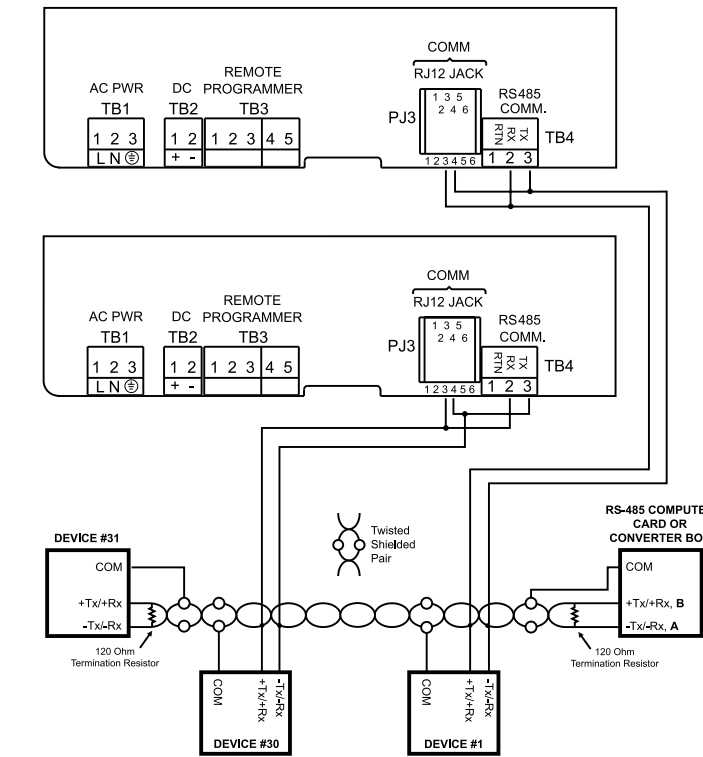 COMM
RJ12 JACK
REMOTE
AC PWR DC PROGRAMMER
TB1 TB2 TB3
1 3 5
2 4 6
PJ3
RS485
COMM.
RTN RX TX
TB4
1 2 3 1 2 1 2 3 4 5
L N + -
1 2 3 4 5 6
1 2 3
COMM
RJ12 JACK
REMOTE
AC PWR DC PROGRAMMER
TB1 TB2 TB3
1 3 5
2 4 6
PJ3
RS485
COMM.
RTN RX TX
TB4
1 2 3 1 2 1 2 3 4 5
L N + -
1 2 3 4 5 6
1 2 3
Twisted
Shielded
Pair
DEVICE #31
COM
+Tx/+Rx
-Tx/-Rx
120 Ohm
Termination Resistor
RS-485 COMPUTE
CARD OR
CONVERTER BO
COM
+Tx/+Rx, B
-Tx/-Rx, A
120 Ohm
Termination Resistor
COM
+Tx/+Rx
-Tx/-Rx
DEVICE #30
COM
+Tx/+Rx
-Tx/-Rx
DEVICE #1